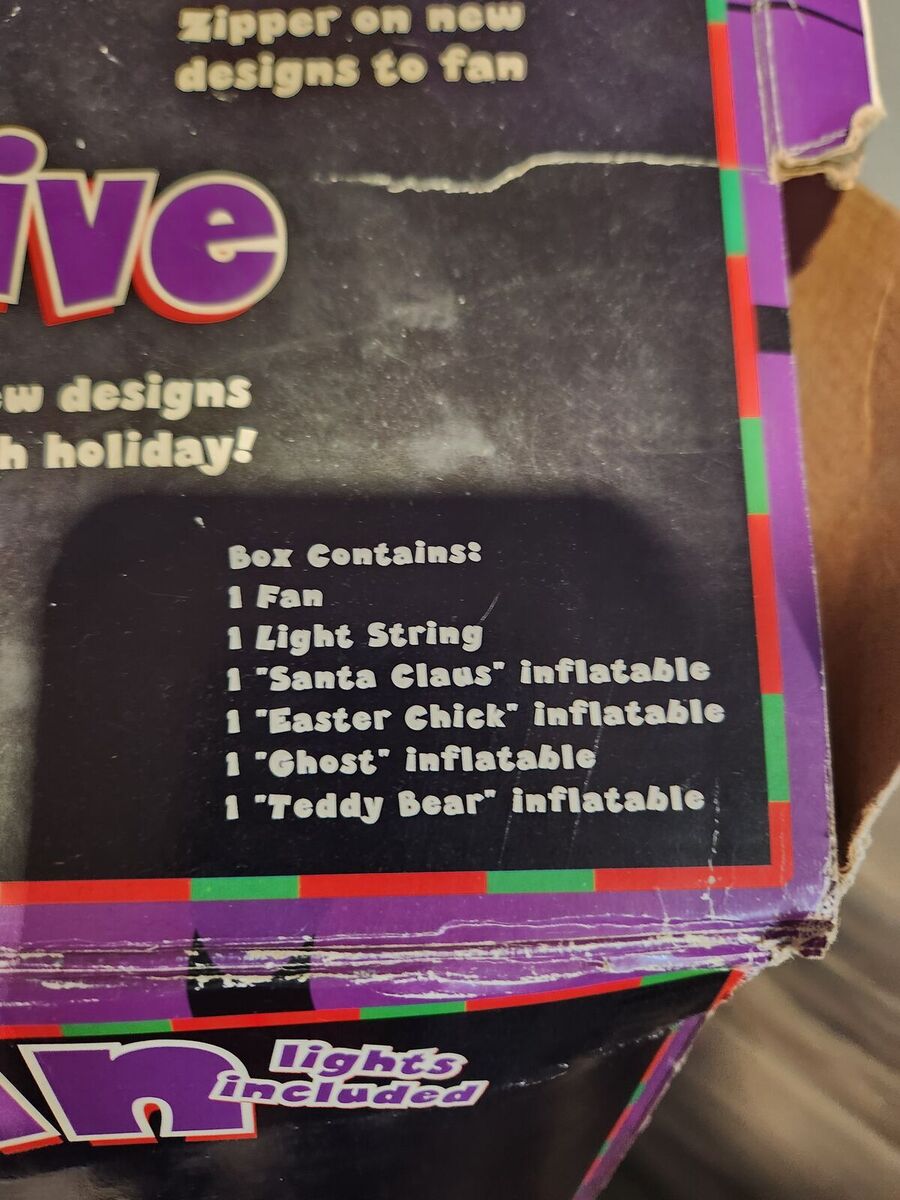 Zipper on new
designs to fan
ive
designs
holiday!
Box Contains:
1 Fan
1 Light String
1 "Santa Claus" inflatable
1 "Easter Chick" inflatable
1 "Ghost" inflatable
1 "Teddy Bear" inflatable
lights
included